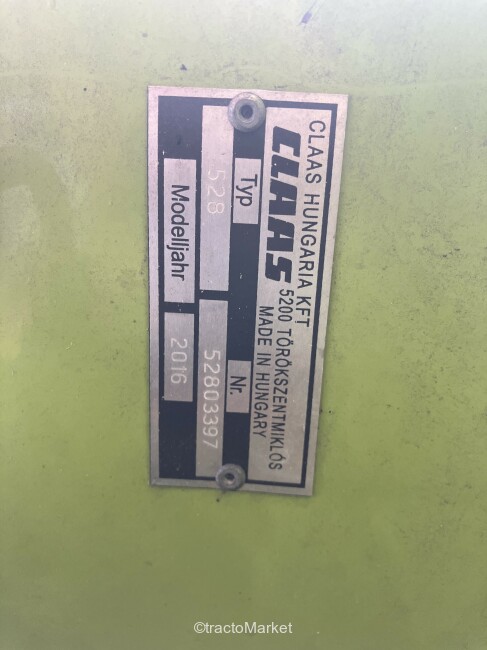 CLAAS HUNGARIA KFT
CLAAS
5200 TÖRÖKSZENTMIKLÓS
MADE IN HUNGARY
Typ
Nr.
528
52803397
Modelljahr
2016
©tractoMarket